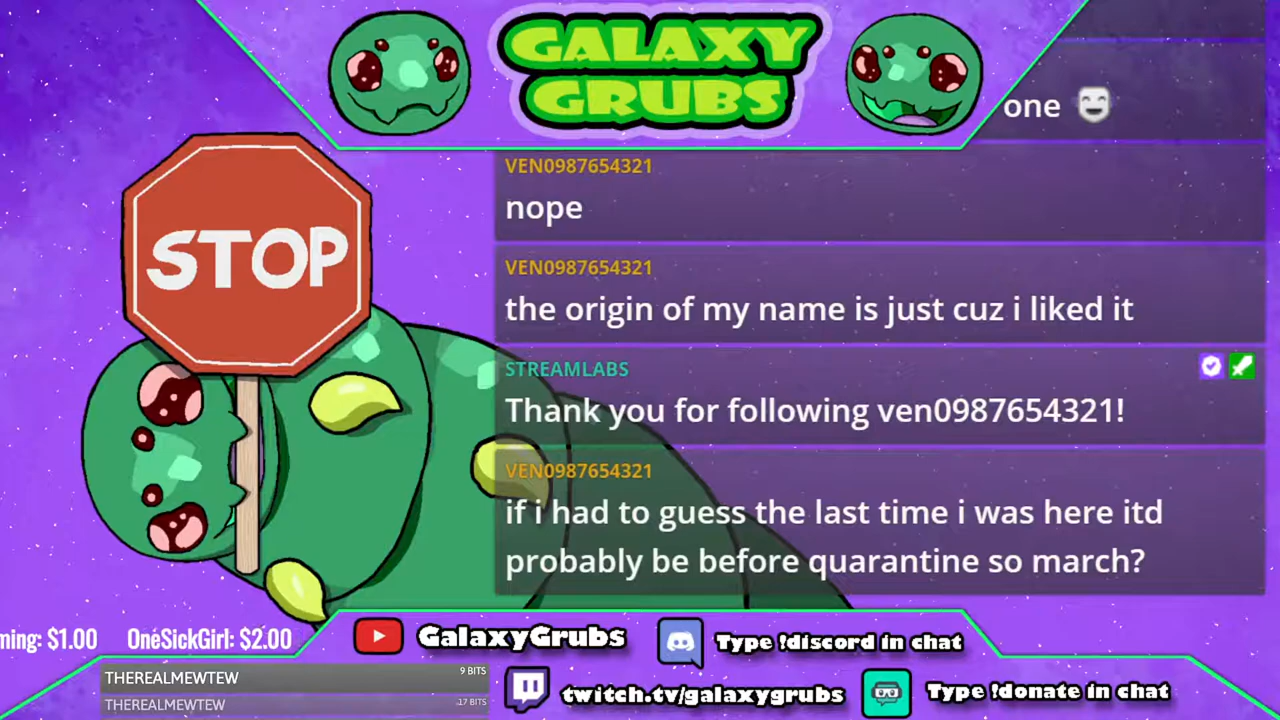 GALAXY
GRUBS
one
STOP
VEN0987654321
nope
VEN0987654321
the origin of my name is just cuz i liked it
STREAMLABS
Thank you for following ven0987654321!
VEN0987654321
if i had to guess the last time i was here itd
probably be before quarantine so march?
ming: $1.00 OneSickGirl: $2.00
GalaxyGrubs
Type !discord in chat
THEREALMEWTEW 9 BITS
THEREALMEWTEW 17 BITS
twitch.tv/galaxygrubs
Type !donate in chat